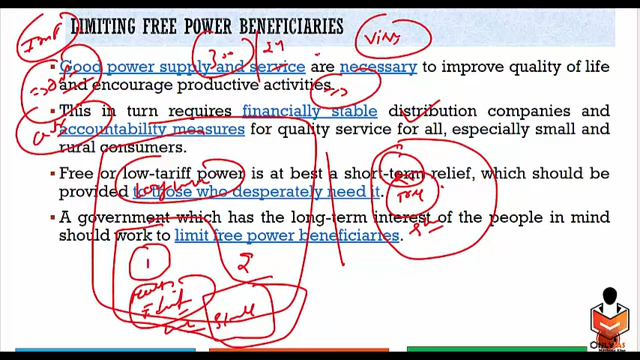 LIMITING FREE POWER BENEFICIARIES
Good power supply and service are necessary to improve quality of life
and encourage productive activities.
This in turn requires financially stable distribution companies and
accountability measures for quality service for all, especially small and
rural consumers.
Free or low-tariff power is at best a short-term relief, which should be
provided to those who desperately need it.
A government which has the long-term interest of the people in mind
should work to limit free power beneficiaries.
300
24
1
2
ONLYIAS